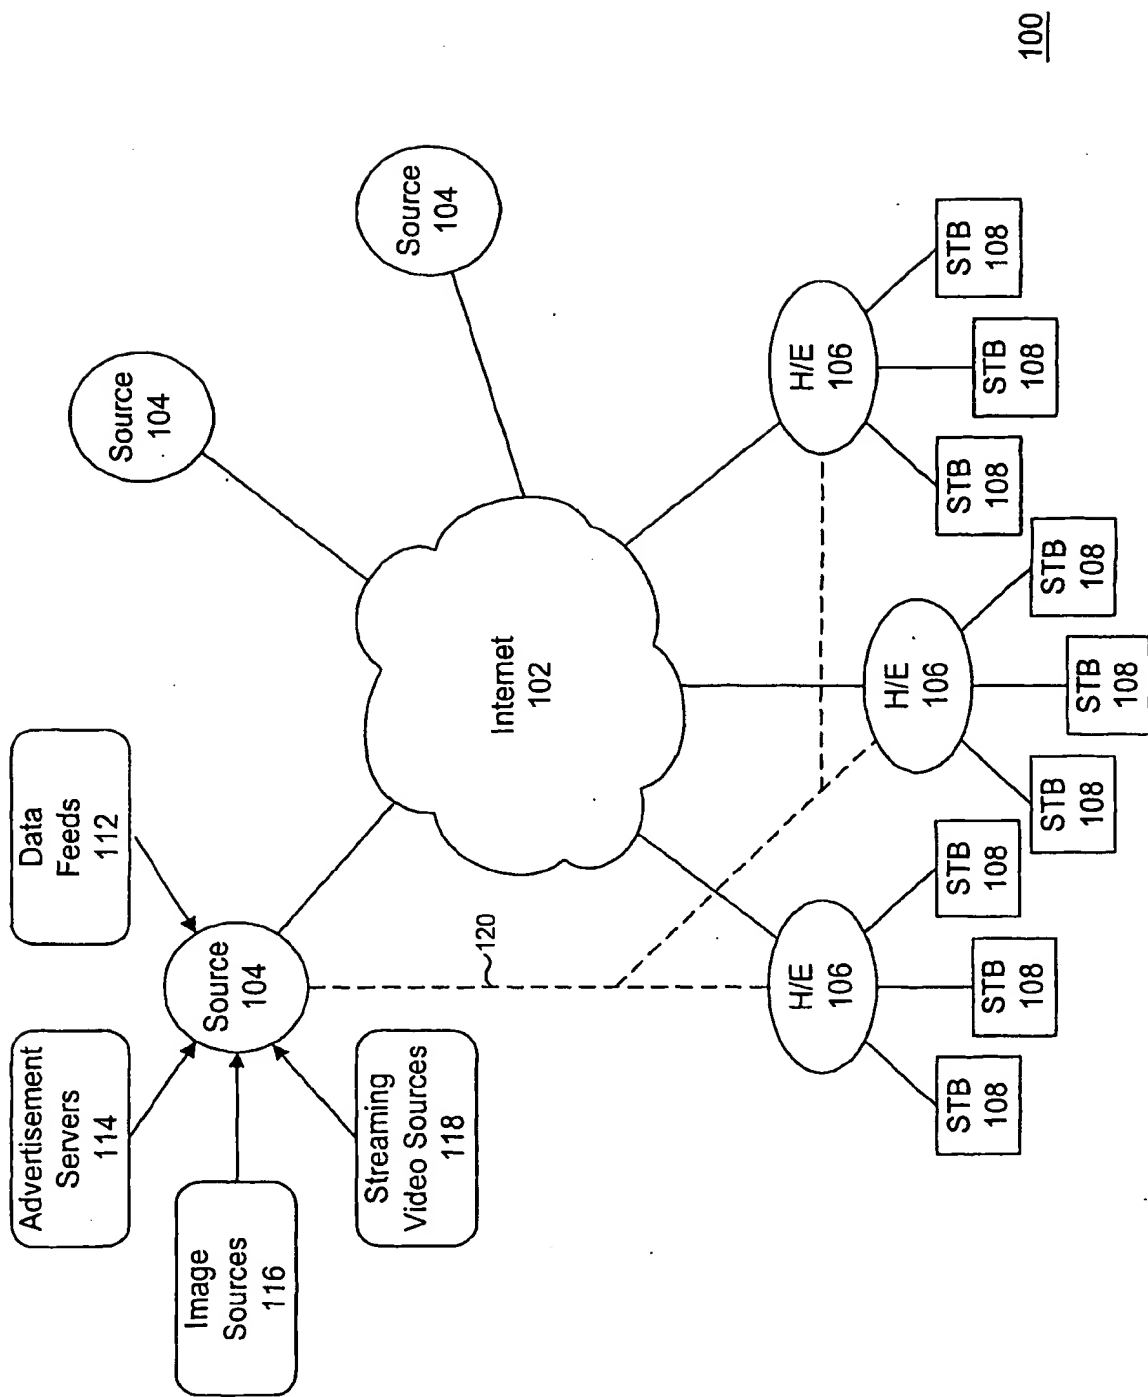 Advertisement
Servers
114
Data
Feeds
112
Image
Sources
116
Streaming
Video Sources
118
Source
104
Source
104
Source
104
Internet
102
120
H/E
106
H/E
106
H/E
106
STB
108
STB
108
STB
108
STB
108
STB
108
STB
108
STB
108
STB
108
STB
108
100